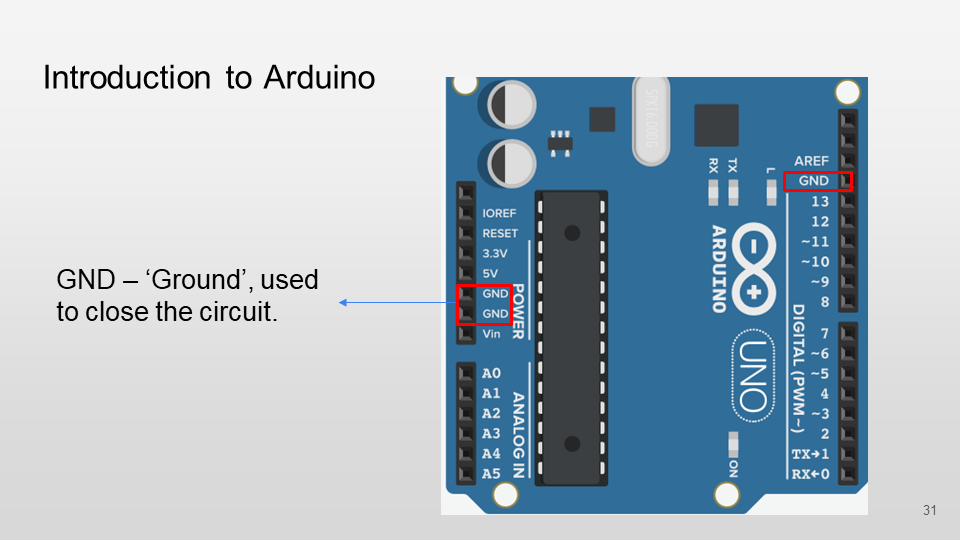 Introduction to Arduino
GND – ‘Ground’, used
to close the circuit.
SPK16.000G
RX
TX
L
AREF
GND
13
12
~11
~10
~9
8
7
~6
~5
4
~3
2
TX→1
RX←0
DIGITAL (PWM~)
ARDUINO
UNO
ON
IOREF
RESET
3.3V
5V
GND
GND
Vin
POWER
A0
A1
A2
A3
A4
A5
ANALOG IN
31